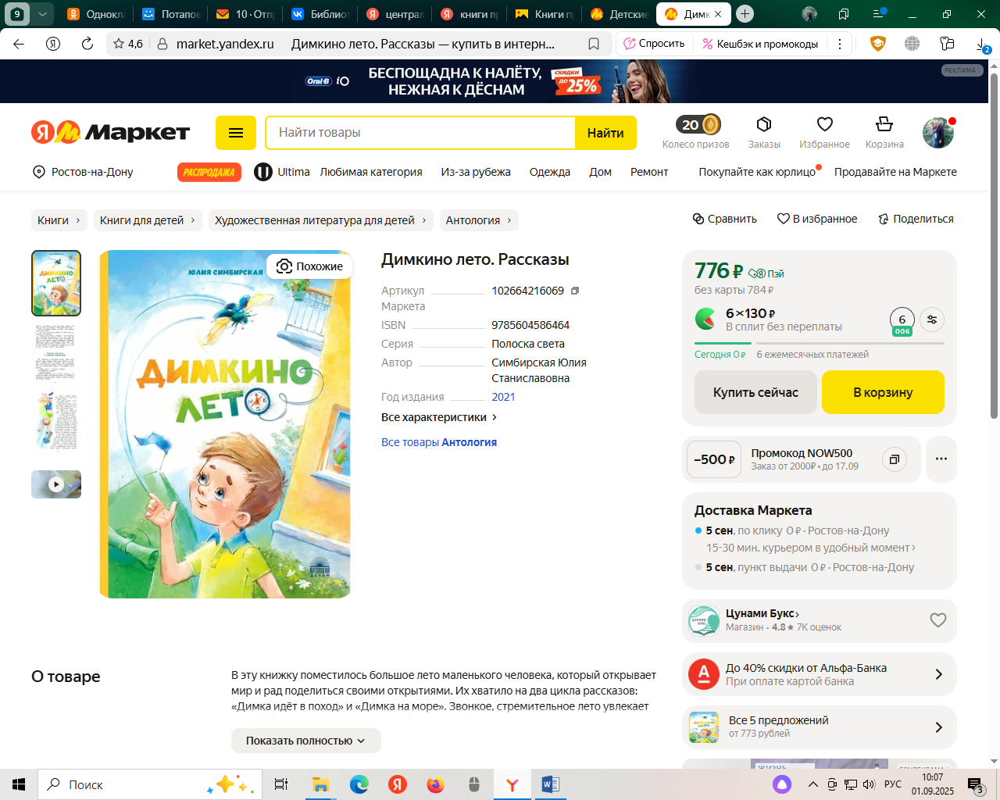 9
Однокла
Потапов
10 · Отпр
Библиот
централ
книги пр
Книги п
Детские
Димк
4,6
market.yandex.ru
Димкино лето. Рассказы — купить в интерн...
Спросить
Кешбэк и промокоды
2
Oral-B iO
БЕСПОЩАДНА К НАЛЁТУ,
НЕЖНАЯ К ДЁСНАМ
СКИДКИ
ДО 25%
РЕКЛАМА
Я М Маркет
Найти товары
Найти
20
Колесо призов
Заказы
Избранное
Корзина
Ростов-на-Дону
РАСПРОДАЖА
Ultima
Любимая категория
Из-за рубежа
Одежда
Дом
Ремонт
Покупайте как юрлицо
Продавайте на Маркете
Книги
Книги для детей
Художественная литература для детей
Антология
Сравнить
В избранное
Поделиться
ЮЛИЯ СИМБИРСКАЯ
Похожие
ДИМКИНО
ЛЕТО
АНТОЛОГИЯ
ДЕТЯМ
Димкино лето. Рассказы
Артикул Маркета
102664216069
ISBN
9785604586464
Серия
Полоска света
Автор
Симбирская Юлия
Станиславовна
Год издания
2021
Все характеристики
Все товары Антология
776 ₽ Пэй
без карты 784 ₽
6×130 ₽
В сплит без переплаты
6
006
Сегодня 0 ₽
6 ежемесячных платежей
Купить сейчас
В корзину
–500 ₽
Промокод NOW500
Заказ от 2000₽ • до 17.09
Доставка Маркета
5 сен, по клику 0 ₽ · Ростов-на-Дону
15-30 мин. курьером в удобный момент
5 сен, пункт выдачи 0 ₽ · Ростов-на-Дону
ЦУНАМИ
БУКС
Цунами Букс
Магазин · 4.8 ★ 7K оценок
До 40% скидки от Альфа-Банка
При оплате картой банка
Все 5 предложений
от 773 рублей
О товаре
В эту книжку поместилось большое лето маленького человека, который открывает
мир и рад поделиться своими открытиями. Их хватило на два цикла рассказов:
«Димка идёт в поход» и «Димка на море». Звонкое, стремительное лето увлекает
Показать полностью
ЖИЗНЬ
Поиск
РУС
10:07
01.09.2025
3